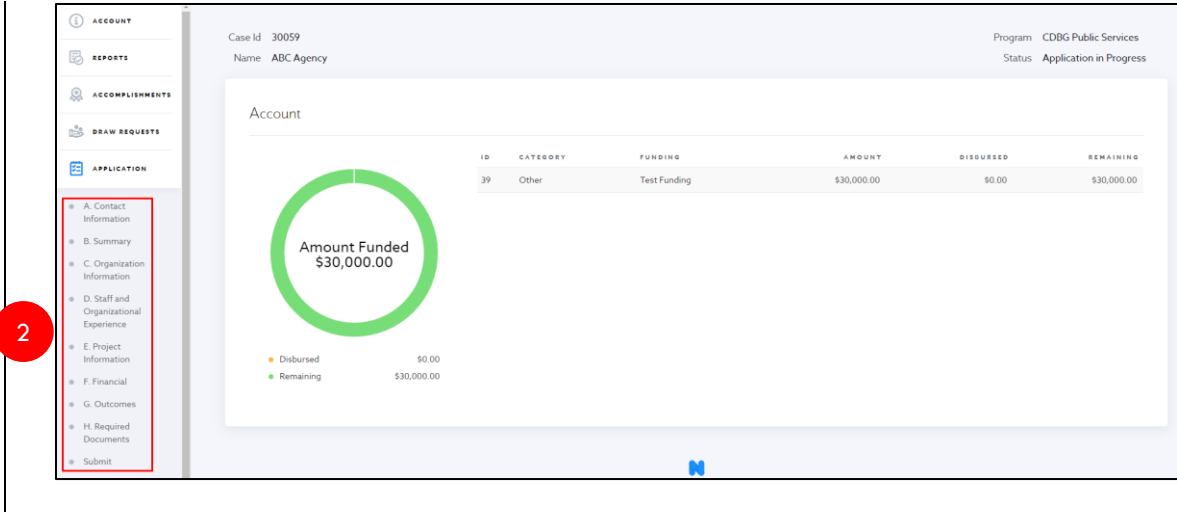 ACCOUNT
REPORTS
ACCOMPLISHMENTS
DRAW REQUESTS
APPLICATION
A. Contact
Information
B. Summary
C. Organization
Information
D. Staff and
Organizational
Experience
E. Project
Information
F. Financial
G. Outcomes
H. Required
Documents
Submit
2
Case Id 30059
Name ABC Agency
Program CDBG Public Services
Status Application in Progress
Account
Amount Funded
$30,000.00
Disbursed $0.00
Remaining $30,000.00
ID CATEGORY FUNDING AMOUNT DISBURSED REMAINING
39 Other Test Funding $30,000.00 $0.00 $30,000.00
N